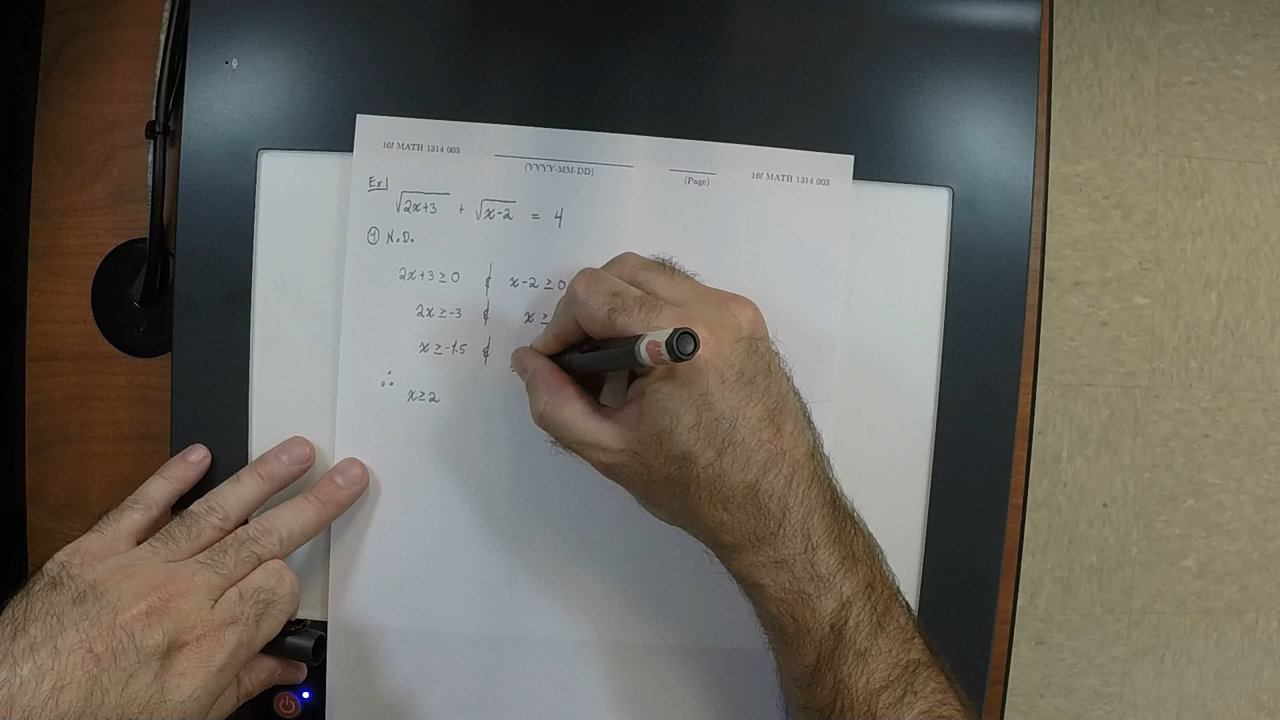 16f MATH 1314 003 (YYYY-MM-DD) (Page) 16f MATH 1314 003
Ex1
√2x+3 + √x-2 = 4
① N.D.
2x+3 ≥ 0 & x-2 ≥ 0
2x ≥ -3 & x ≥
x ≥ -1.5 &
∴
x ≥ 2